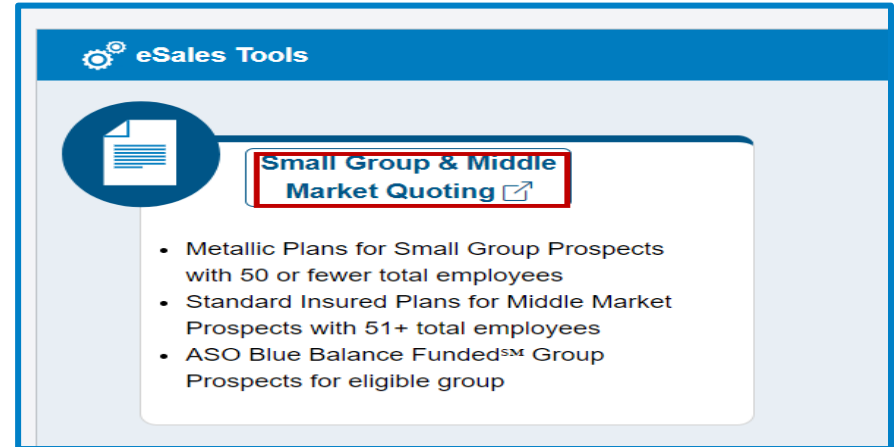 eSales Tools
Small Group & Middle
Market Quoting
• Metallic Plans for Small Group Prospects
with 50 or fewer total employees
• Standard Insured Plans for Middle Market
Prospects with 51+ total employees
• ASO Blue Balance Funded℠ Group
Prospects for eligible group